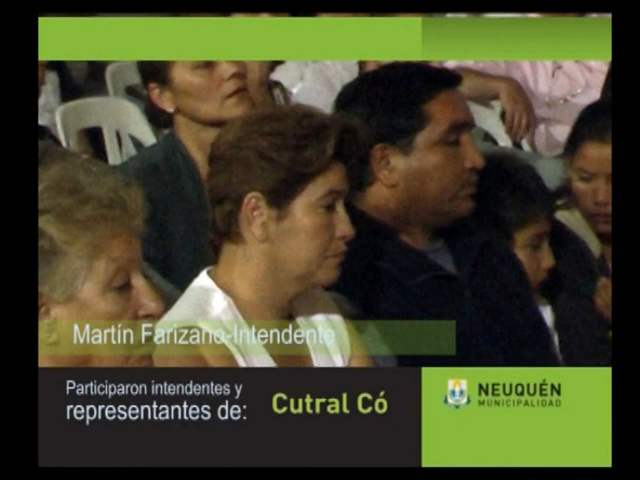 Martín Farizano-Intendente
Participaron intendentes y
representantes de:
Cutral Có
NEUQUÉN
MUNICIPALIDAD